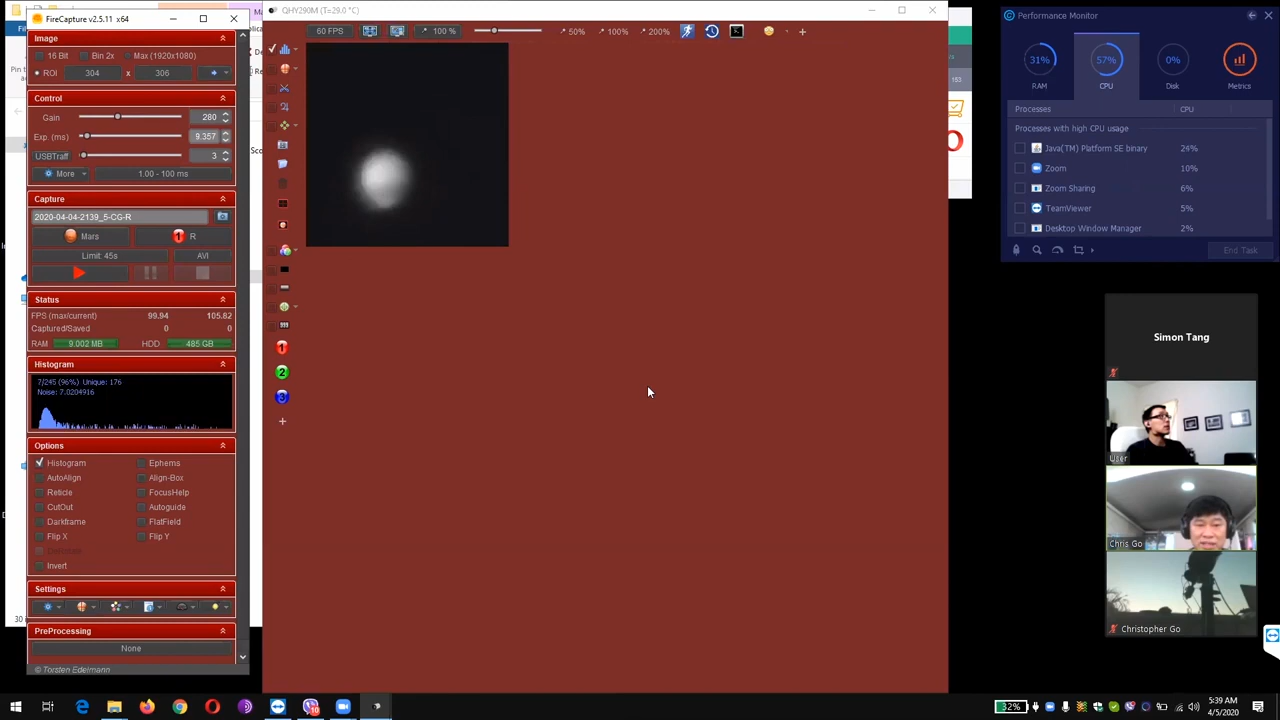 FireCapture v2.5.11 x64
Image
16 Bit Bin 2x Max (1920x1080)
ROI 304 x 306
Control
Gain 280
Exp. (ms) 9.357
USBTraff 3
More 1.00 - 100 ms
Capture
2020-04-04-2139_5-CG-R
Mars 1 R
Limit: 45s AVI
Status
FPS (max/current) 99.94 105.82
Captured/Saved 0 0
RAM 9.002 MB HDD 485 GB
Histogram
7/245 (96%) Unique: 176
Noise: 7.0204916
Options
Histogram Ephems
AutoAlign Align-Box
Reticle FocusHelp
CutOut Autoguide
Darkframe FlatField
Flip X Flip Y
Invert
Settings
PreProcessing
None
© Torsten Edelmann
QHY290M (T=29.0 °C)
60 FPS 100 % 50% 100% 200%
1
2
3
153
Performance Monitor
31% 57% 0%
RAM CPU Disk Metrics
Processes CPU
Processes with high CPU usage
Java(TM) Platform SE binary 24%
Zoom 10%
Zoom Sharing 6%
TeamViewer 5%
Desktop Window Manager 2%
End Task
Simon Tang
User
Chris Go
Christopher Go
32%
5:39 AM
4/5/2020